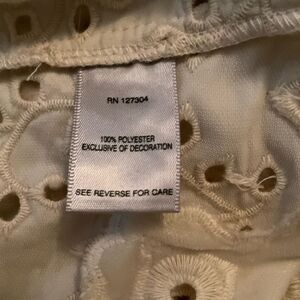 RN 127304
100% POLYESTER
EXCLUSIVE OF DECORATION
SEE REVERSE FOR CARE